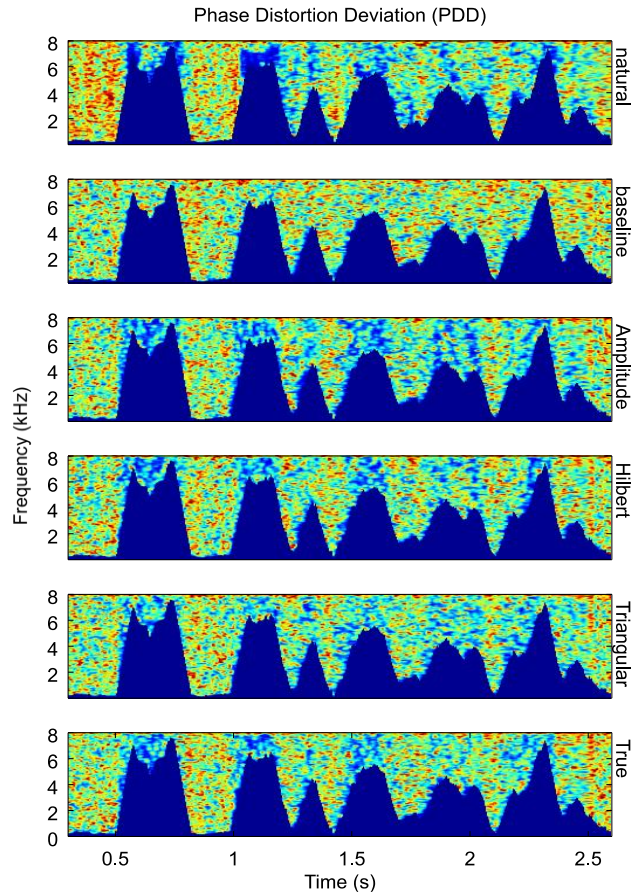 Phase Distortion Deviation (PDD)
8
6
4
2
natural
8
6
4
2
baseline
8
6
4
2
Amplitude
Frequency (kHz)
8
6
4
2
Hilbert
8
6
4
2
Triangular
8
6
4
2
0
True
0.5 1 1.5 2 2.5
Time (s)